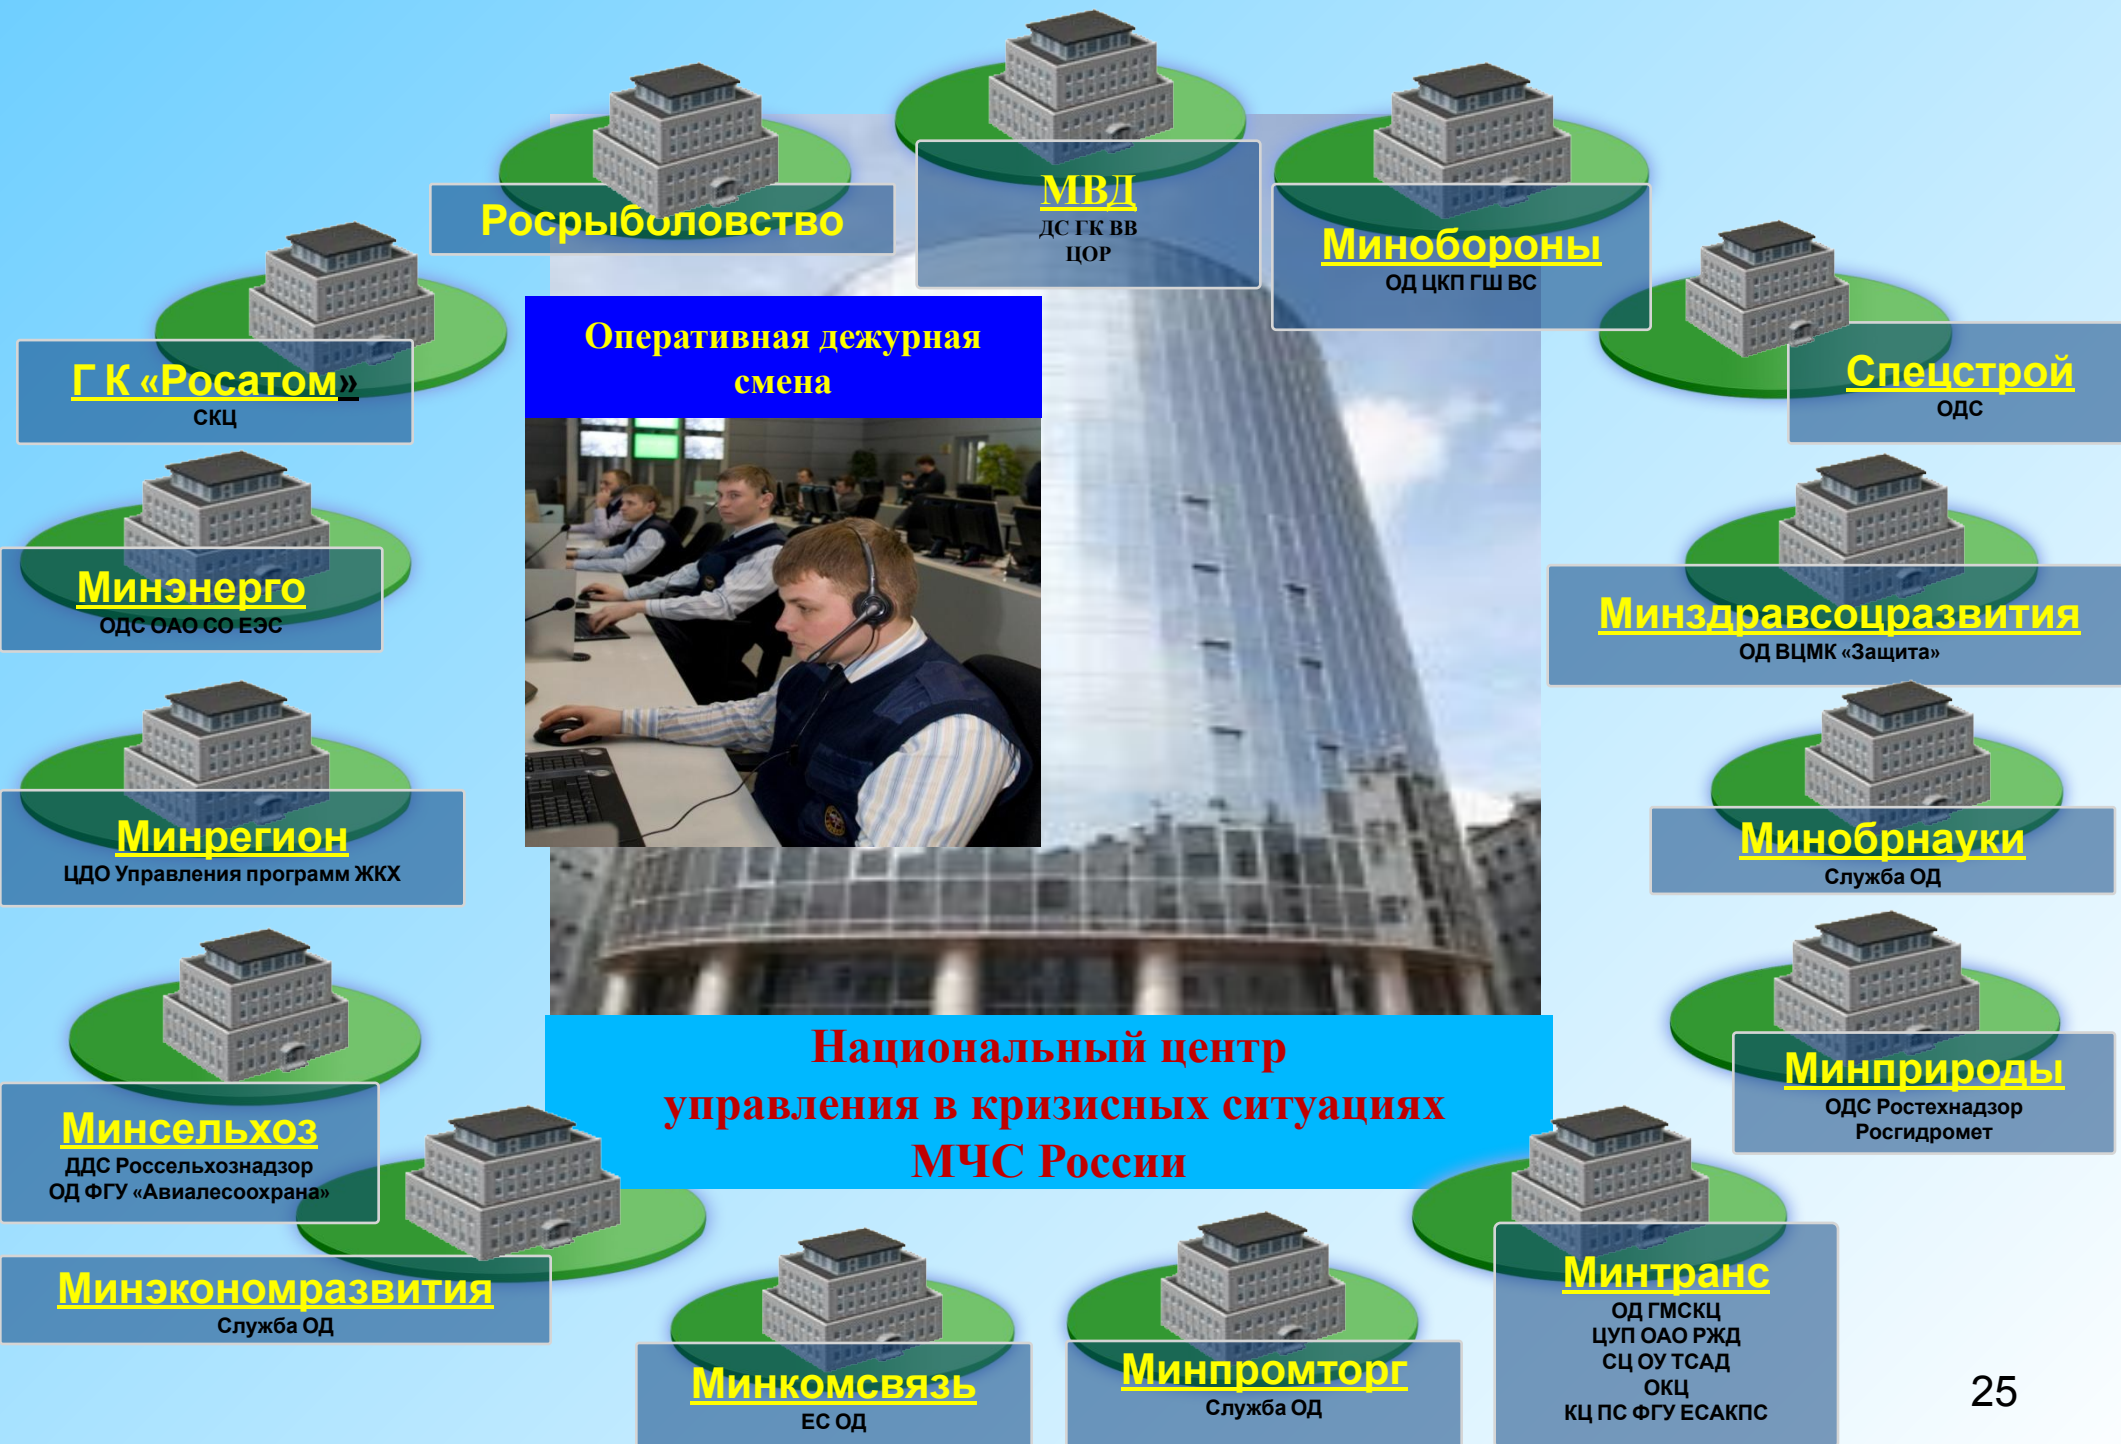 МВД
ДС ГК ВВ
ЦОР
Росрыболовство
Минобороны
ОД ЦКП ГШ ВС
Оперативная дежурная
смена
Г К «Росатом»
СКЦ
Спецстрой
ОДС
Минэнерго
ОДС ОАО СО ЕЭС
Минздравсоцразвития
ОД ВЦМК «Защита»
Минрегион
ЦДО Управления программ ЖКХ
Минобрнауки
Служба ОД
Национальный центр
управления в кризисных ситуациях
МЧС России
Минприроды
ОДС Ростехнадзор
Росгидромет
Минсельхоз
ДДС Россельхознадзор
ОД ФГУ «Авиалесоохрана»
Минэкономразвития
Служба ОД
Минкомсвязь
ЕС ОД
Минпромторг
Служба ОД
Минтранс
ОД ГМСКЦ
ЦУП ОАО РЖД
СЦ ОУ ТСАД
ОКЦ
КЦ ПС ФГУ ЕСАКПС
25